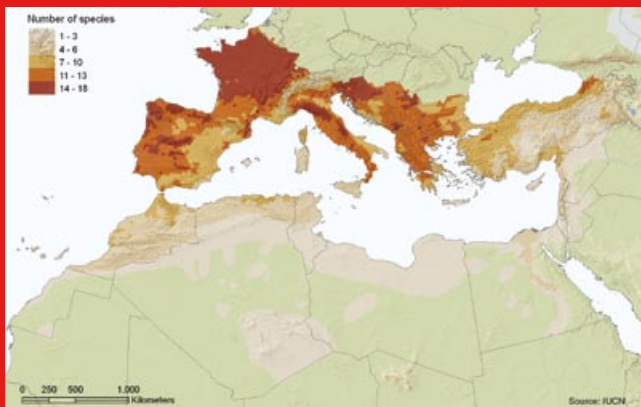 Number of species
1 - 3
4 - 6
7 - 10
11 - 13
14 - 18
0 250 500 1.000
Kilometers
Source: IUCN